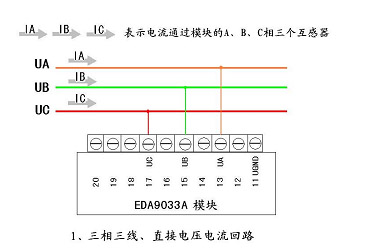 IA IB IC 表示电流通过模块的A、B、C相三个互感器
IA
UA
IB
UB
IC
UC
UC UB UA UGND
20 19 18 17 16 15 14 13 12 11
EDA9033A 模块
1、三相三线、直接电压电流回路